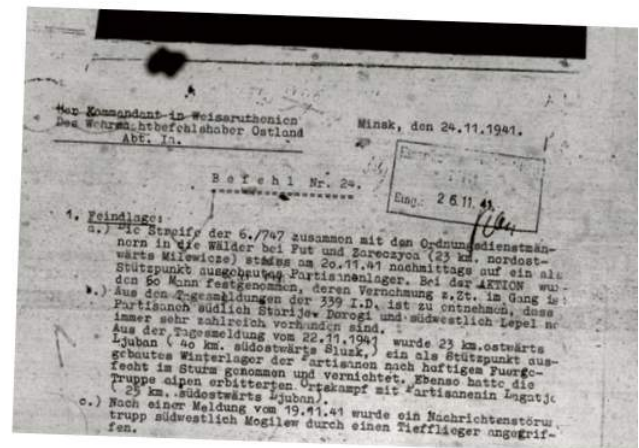 Der Kommandant in Weissruthenien
Des Wehrmachtbefehlshaber Ostland
Abt. Ia.
Minsk, den 24.11.1941.
Eing.: 26.11.41.
Befehl Nr. 24.
1. Feindlage:
a.) Die Streife der 6./747 zusammen mit den Ordnungsdienstmän-
nern in die Wälder bei Put und Zareczyca (23 km. nordost-
wärts Milewicze) stiess am 20.11.41 nachmittags auf ein als
Stützpunkt ausgebautes Partisanenlager. Bei der AKTION wur-
den 60 Mann festgenommen, deren Vernehmung z.Zt. im Gang ist
b.) Aus den Tagesmeldungen der 339 I.D. ist zu entnehmen, dass
Partisanen südlich Starijew Dorogi und südwestlich Lepel no
immer sehr zahlreich vorhanden sind.
Aus der Tagesmeldung vom 22.11.1941 wurde 23 km.ostwärts
Ljuban ( 40 km. südostwärts Sluzk,) ein als Stützpunkt aus-
gebautes Winterlager der Partisanen nach heftigem Fuerge-
fecht im Sturm genommen und vernichtet. Ebenso hatte die
Truppe einen erbitterten Ortskampf mit Partisanenin
( 25 km. südostwärts Ljuban).
c.) Nach einer Meldung vom 19.11.41 wurde ein Nachrichtenstöru
trupp südwestlich Mogilew durch einen Tiefflieger angegrif-
fen.